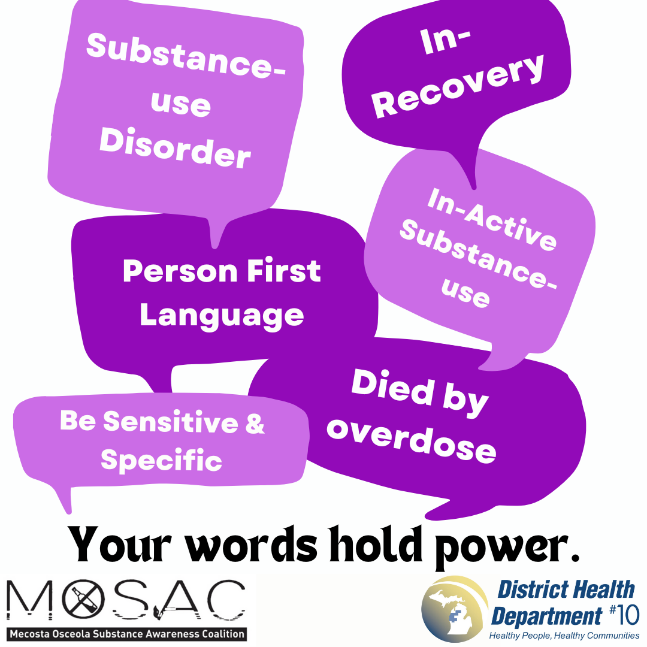 Substance-
use
Disorder
In-
Recovery
In-Active
Substance-
use
Person First
Language
Died by
overdose
Be Sensitive &
Specific
Your words hold power.
MOSAC
Mecosta Osceola Substance Awareness Coalition
District Health
Department #10
Healthy People, Healthy Communities